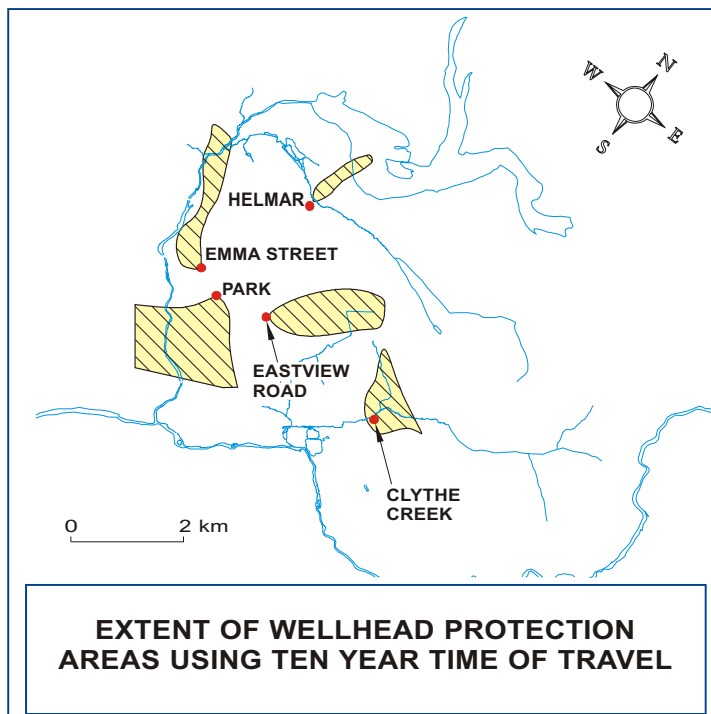 N
W
E
S
HELMAR
EMMA STREET
PARK
EASTVIEW
ROAD
CLYTHE
CREEK
0 2 km
EXTENT OF WELLHEAD PROTECTION
AREAS USING TEN YEAR TIME OF TRAVEL